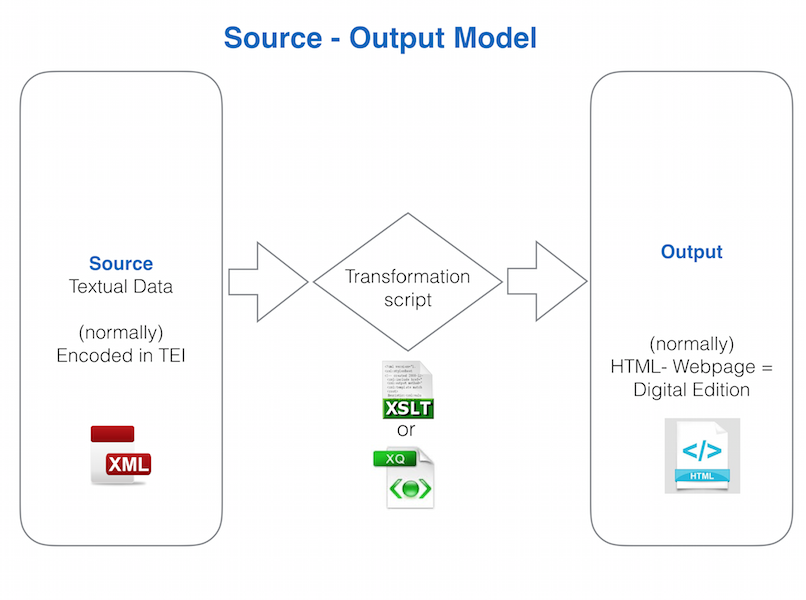 Source - Output Model
Source
Textual Data
(normally)
Encoded in TEI
XML
Transformation
script
XSLT
or
XQ
Output
(normally)
HTML- Webpage =
Digital Edition
</>
HTML